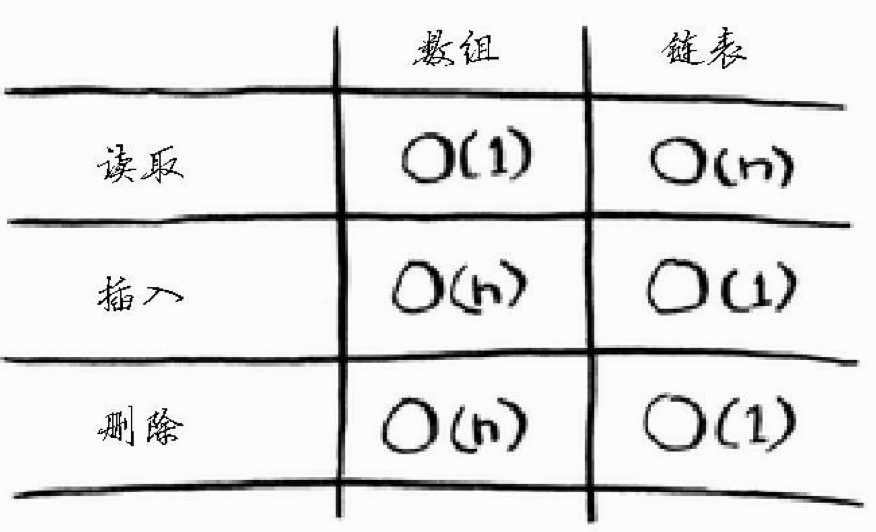 数组 链表
读取 O(1) O(n)
插入 O(n) O(1)
删除 O(n) O(1)